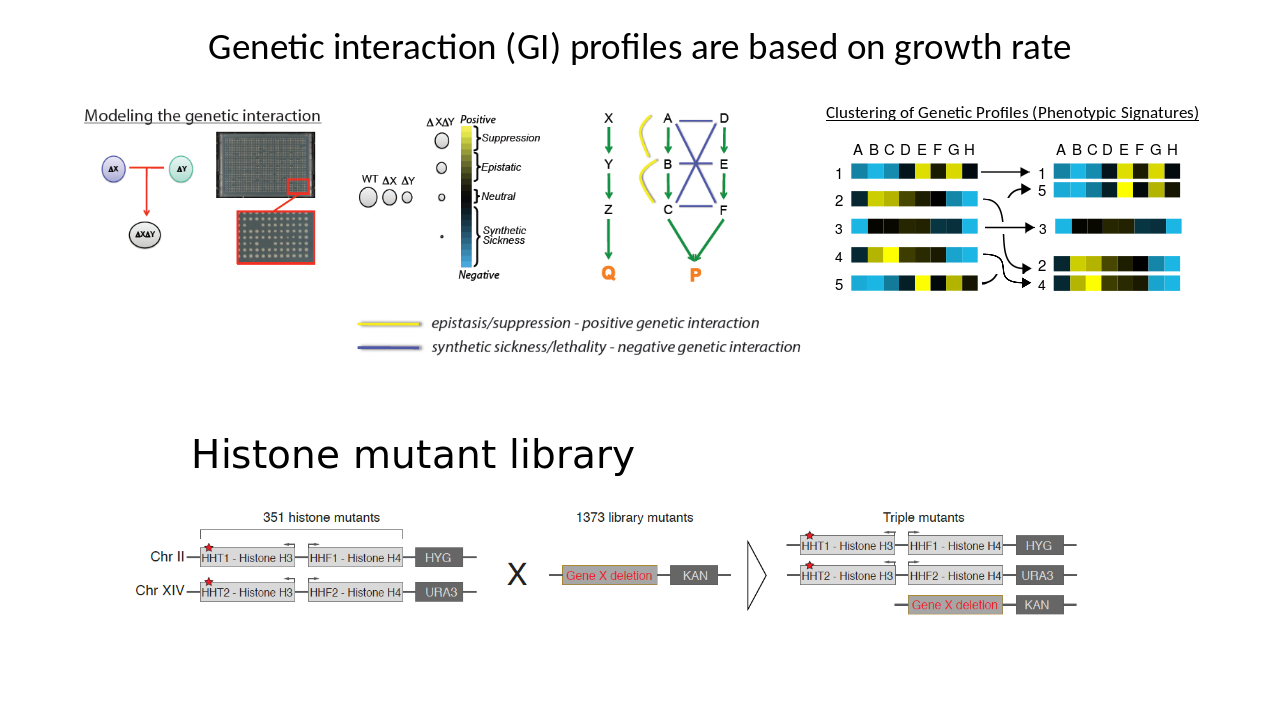 Genetic interaction (GI) profiles are based on growth rate
Modeling the genetic interaction
ΔX
ΔY
ΔXΔY
WT ΔX ΔY
Δ XΔY
Positive
Suppression
Epistatic
Neutral
Synthetic
Sickness
Negative
X
Y
Z
Q
A D
B E
C F
P
epistasis/suppression - positive genetic interaction
synthetic sickness/lethality - negative genetic interaction
Clustering of Genetic Profiles (Phenotypic Signatures)
A B C D E F G H
1
2
3
4
5
A B C D E F G H
1
5
3
2
4
Histone mutant library
351 histone mutants
Chr II HHT1 - Histone H3 HHF1 - Histone H4 HYG
Chr XIV HHT2 - Histone H3 HHF2 - Histone H4 URA3
X
1373 library mutants
Gene X deletion KAN
Triple mutants
HHT1 - Histone H3 HHF1 - Histone H4 HYG
HHT2 - Histone H3 HHF2 - Histone H4 URA3
Gene X deletion KAN